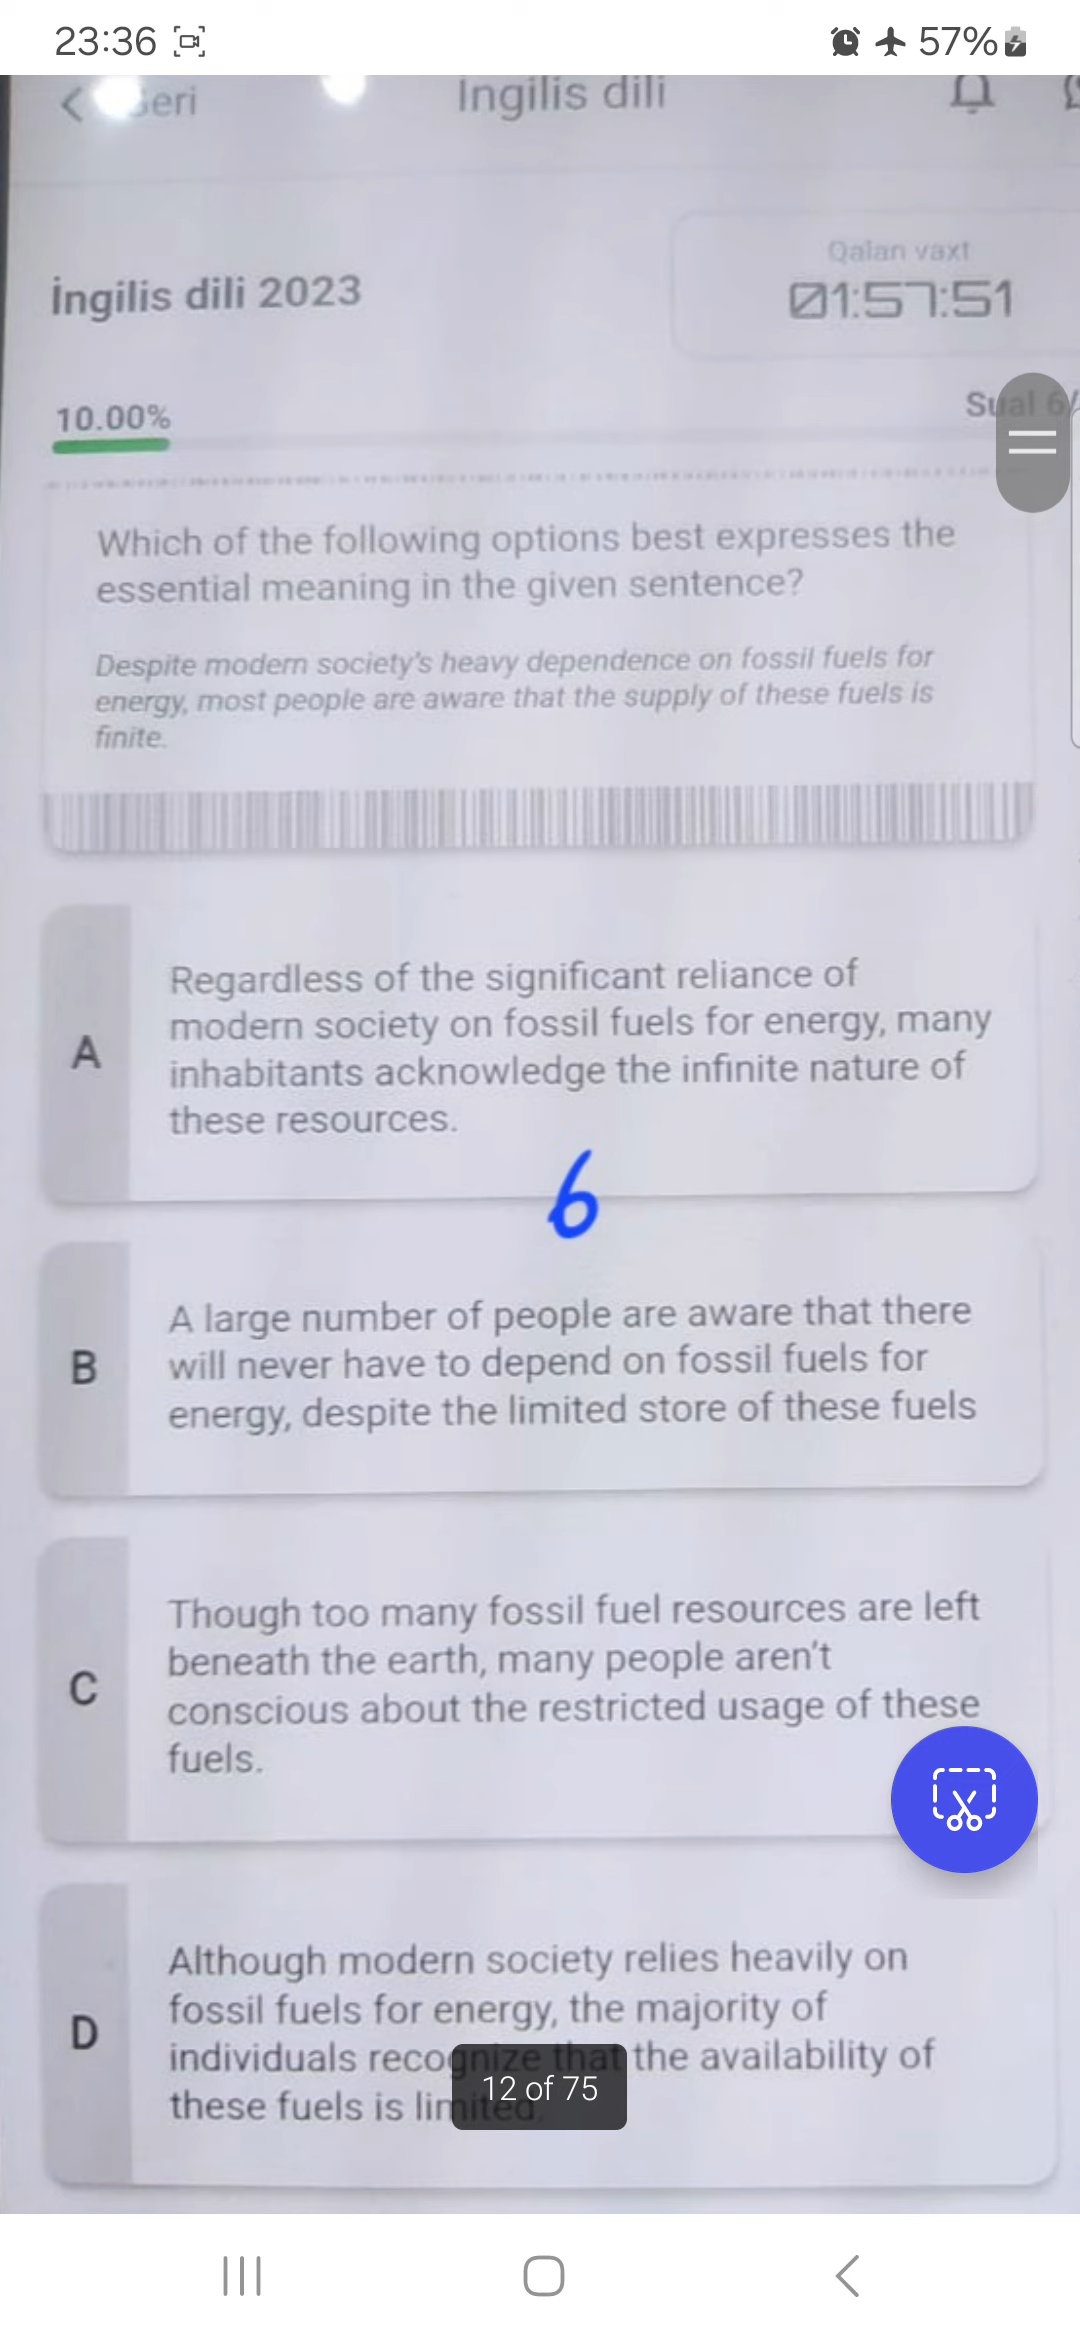 23:36
57%
Ingilis dili
İngilis dili 2023
Qalan vaxt
01:57:51
10.00%
Sual 6/
Which of the following options best expresses the
essential meaning in the given sentence?
Despite modern society's heavy dependence on fossil fuels for
energy, most people are aware that the supply of these fuels is
finite.
A
Regardless of the significant reliance of
modern society on fossil fuels for energy, many
inhabitants acknowledge the infinite nature of
these resources.
6
B
A large number of people are aware that there
will never have to depend on fossil fuels for
energy, despite the limited store of these fuels
C
Though too many fossil fuel resources are left
beneath the earth, many people aren't
conscious about the restricted usage of these
fuels.
D
Although modern society relies heavily on
fossil fuels for energy, the majority of
individuals recognize that the availability of
these fuels is limited.
12 of 75